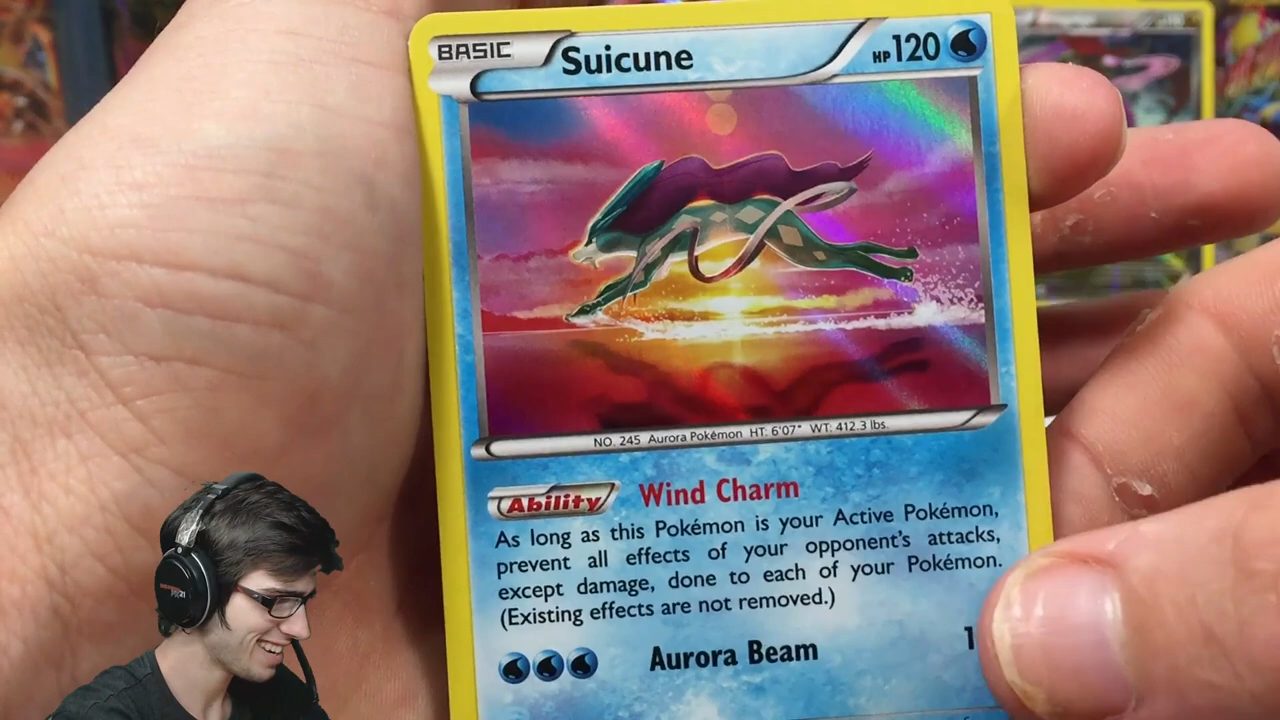 BASIC Suicune HP120
NO. 245 Aurora Pokémon HT: 6'07" WT: 412.3 lbs.
Ability Wind Charm
As long as this Pokémon is your Active Pokémon,
prevent all effects of your opponent's attacks,
except damage, done to each of your Pokémon.
(Existing effects are not removed.)
Aurora Beam 1